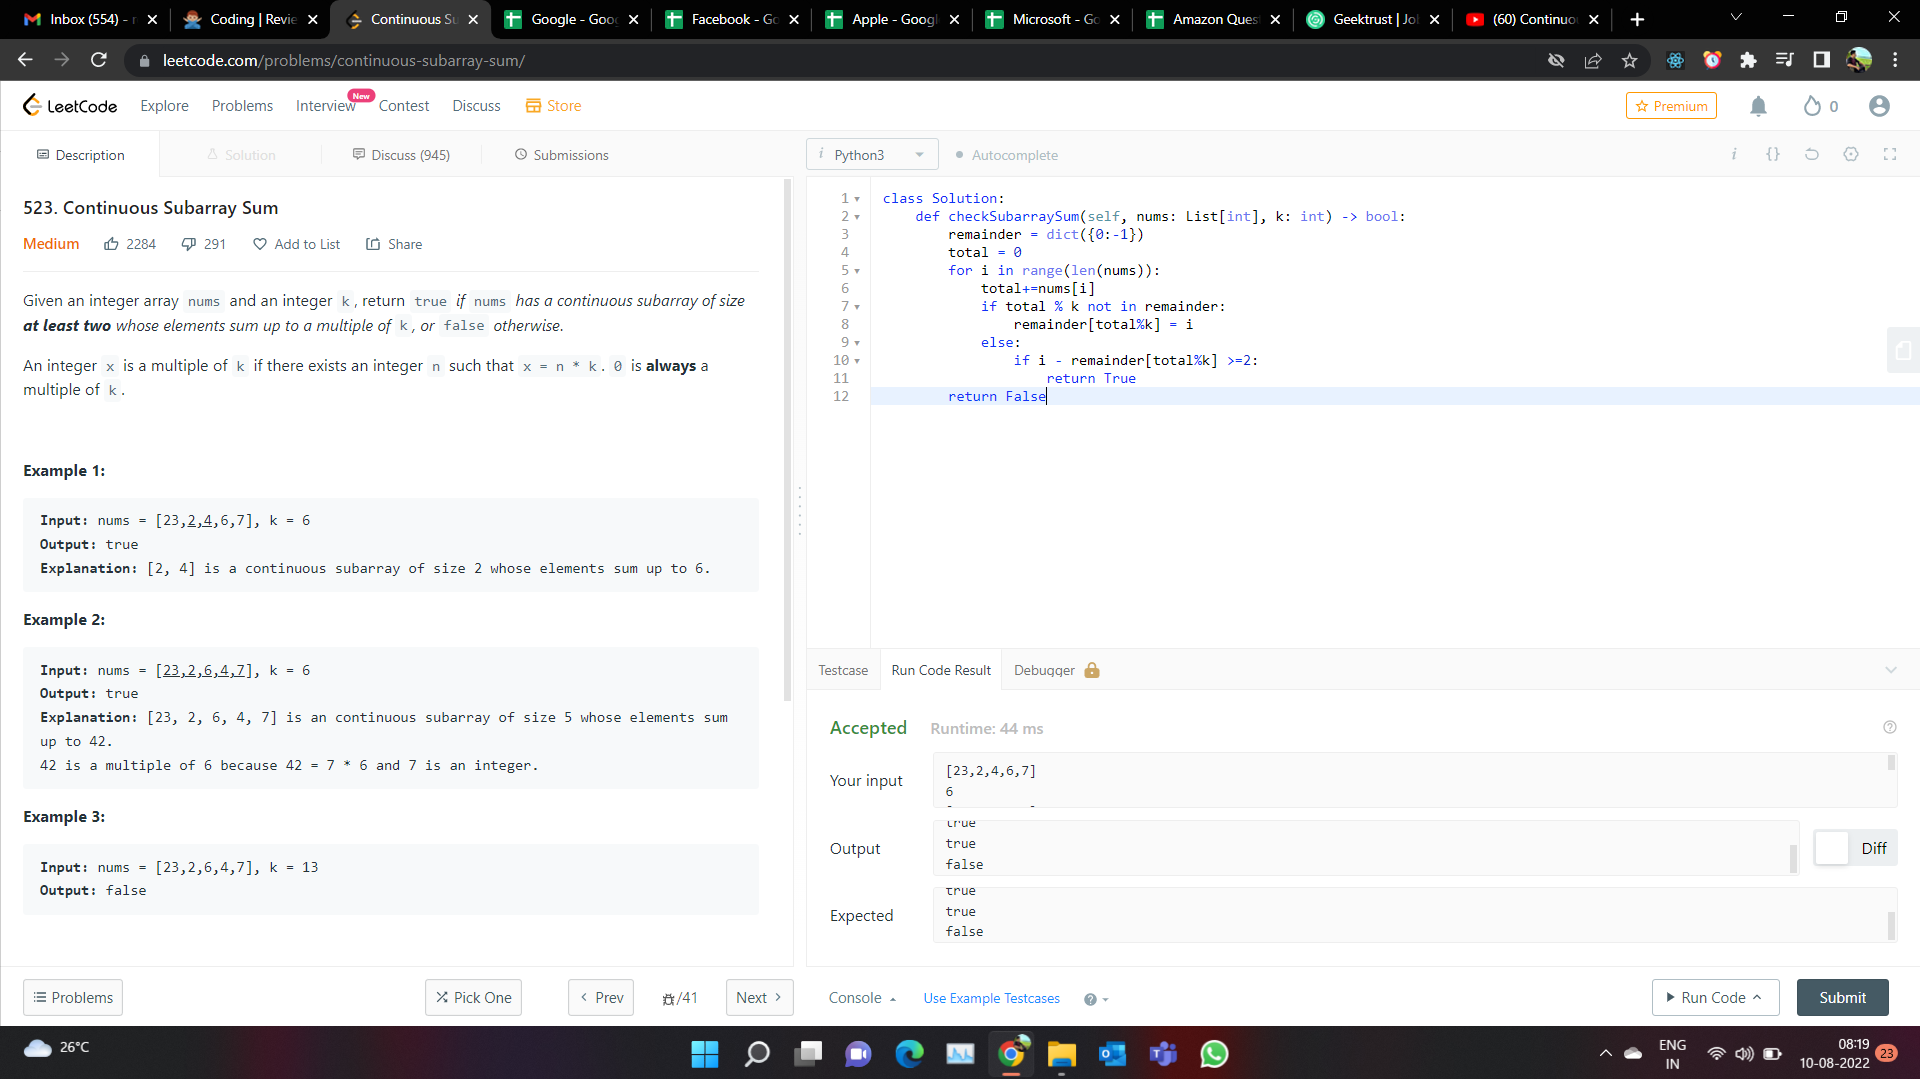 Inbox (554) -
Coding | Revie
Continuous Su
Google - Goog
Facebook - Go
Apple - Googl
Microsoft - Go
Amazon Ques
Geektrust | Jo
(60) Continuo
leetcode.com/problems/continuous-subarray-sum/
LeetCode
Explore
Problems
Interview
New
Contest
Discuss
Store
Premium
0
Description
Solution
Discuss (945)
Submissions
i Python3
Autocomplete
i
{}
523. Continuous Subarray Sum
Medium
2284
291
Add to List
Share
Given an integer array nums and an integer k, return true if nums has a continuous subarray of size
at least two whose elements sum up to a multiple of k, or false otherwise.
An integer x is a multiple of k if there exists an integer n such that x = n * k. 0 is always a
multiple of k.
Example 1:
Input: nums = [23,2,4,6,7], k = 6
Output: true
Explanation: [2, 4] is a continuous subarray of size 2 whose elements sum up to 6.
Example 2:
Input: nums = [23,2,6,4,7], k = 6
Output: true
Explanation: [23, 2, 6, 4, 7] is an continuous subarray of size 5 whose elements sum
up to 42.
42 is a multiple of 6 because 42 = 7 * 6 and 7 is an integer.
Example 3:
Input: nums = [23,2,6,4,7], k = 13
Output: false
1 class Solution:
2     def checkSubarraySum(self, nums: List[int], k: int) -> bool:
3         remainder = dict({0:-1})
4         total = 0
5         for i in range(len(nums)):
6             total+=nums[i]
7             if total % k not in remainder:
8                 remainder[total%k] = i
9             else:
10                 if i - remainder[total%k] >=2:
11                     return True
12         return False
Testcase
Run Code Result
Debugger
Accepted
Runtime: 44 ms
Your input
[23,2,4,6,7]
6
Output
true
true
false
Diff
Expected
true
true
false
Problems
Pick One
Prev
/41
Next
Console
Use Example Testcases
Run Code
Submit
26°C
ENG
IN
08:19
10-08-2022
23